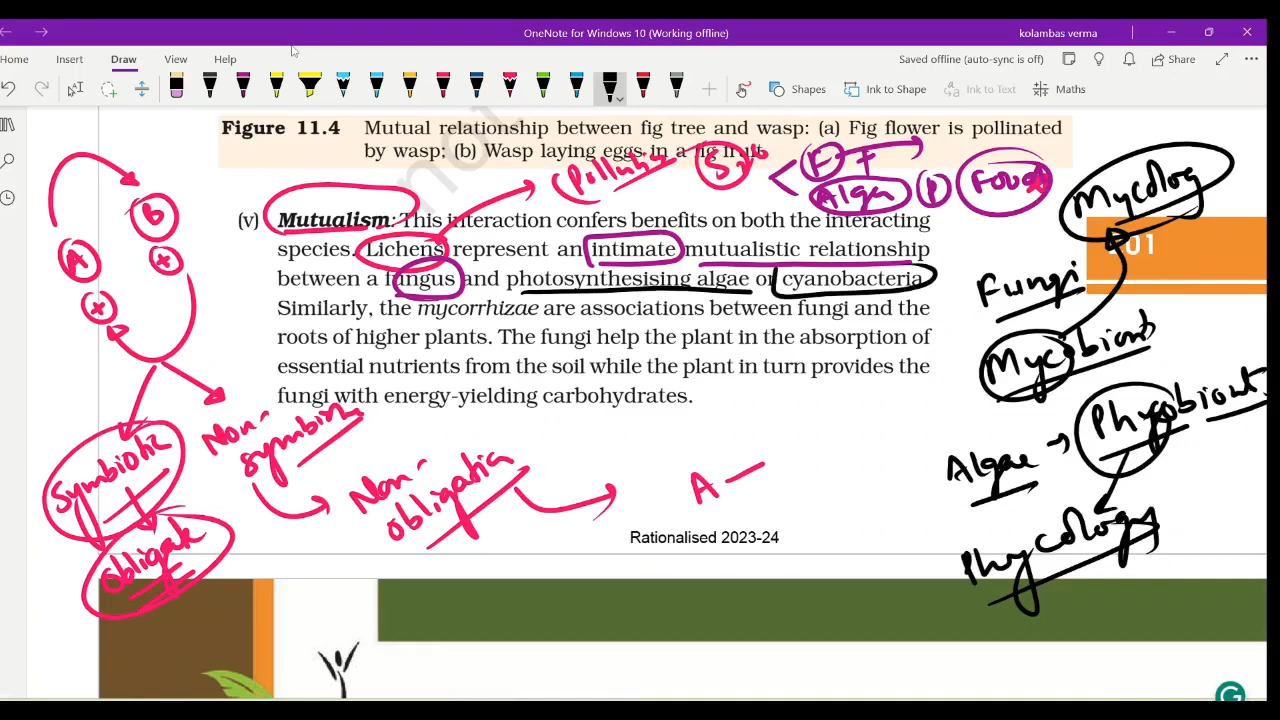 OneNote for Windows 10 (Working offline)
kolambas verma
Home Insert Draw View Help
Saved offline (auto-sync is off) Share
Shapes Ink to Shape Ink to Text Maths
Figure 11.4 Mutual relationship between fig tree and wasp: (a) Fig flower is pollinated
by wasp; (b) Wasp laying eggs in a fig fruit
(v) Mutualism: This interaction confers benefits on both the interacting
species. Lichens represent an intimate mutualistic relationship
between a fungus and photosynthesising algae or cyanobacteria.
Similarly, the mycorrhizae are associations between fungi and the
roots of higher plants. The fungi help the plant in the absorption of
essential nutrients from the soil while the plant in turn provides the
fungi with energy-yielding carbohydrates.
Rationalised 2023-24
201
A
B
+
+
Symbiotic
obligate
Non-
Non-
A
F
F
Algae
P
Food
Fungi
Mycobiont
Algae
Phycobiont
Phycology